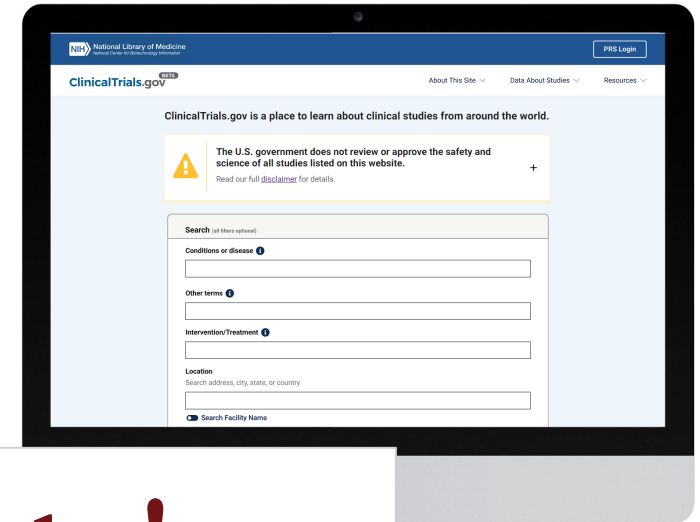 NIH National Library of Medicine
National Center for Biotechnology Information
PRS Login
ClinicalTrials.gov BETA
About This Site
Data About Studies
Resources
ClinicalTrials.gov is a place to learn about clinical studies from around the world.
The U.S. government does not review or approve the safety and
science of all studies listed on this website.
Read our full disclaimer for details.
Search (all filters optional)
Conditions or disease
Other terms
Intervention/Treatment
Location
Search address, city, state, or country
Search Facility Name